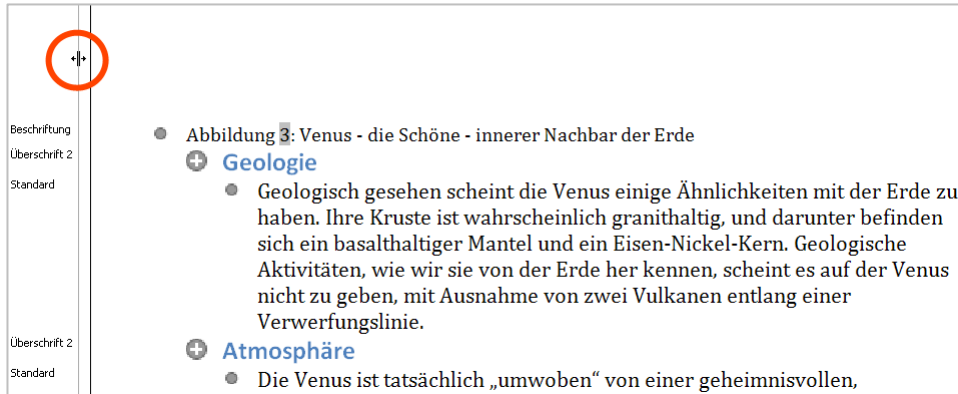 Beschriftung
Abbildung 3: Venus - die Schöne - innerer Nachbar der Erde
Überschrift 2
Geologie
Standard
Geologisch gesehen scheint die Venus einige Ähnlichkeiten mit der Erde zu
haben. Ihre Kruste ist wahrscheinlich granithaltig, und darunter befinden
sich ein basalthaltiger Mantel und ein Eisen-Nickel-Kern. Geologische
Aktivitäten, wie wir sie von der Erde her kennen, scheint es auf der Venus
nicht zu geben, mit Ausnahme von zwei Vulkanen entlang einer
Verwerfungslinie.
Überschrift 2
Atmosphäre
Standard
Die Venus ist tatsächlich „umwoben“ von einer geheimnisvollen,